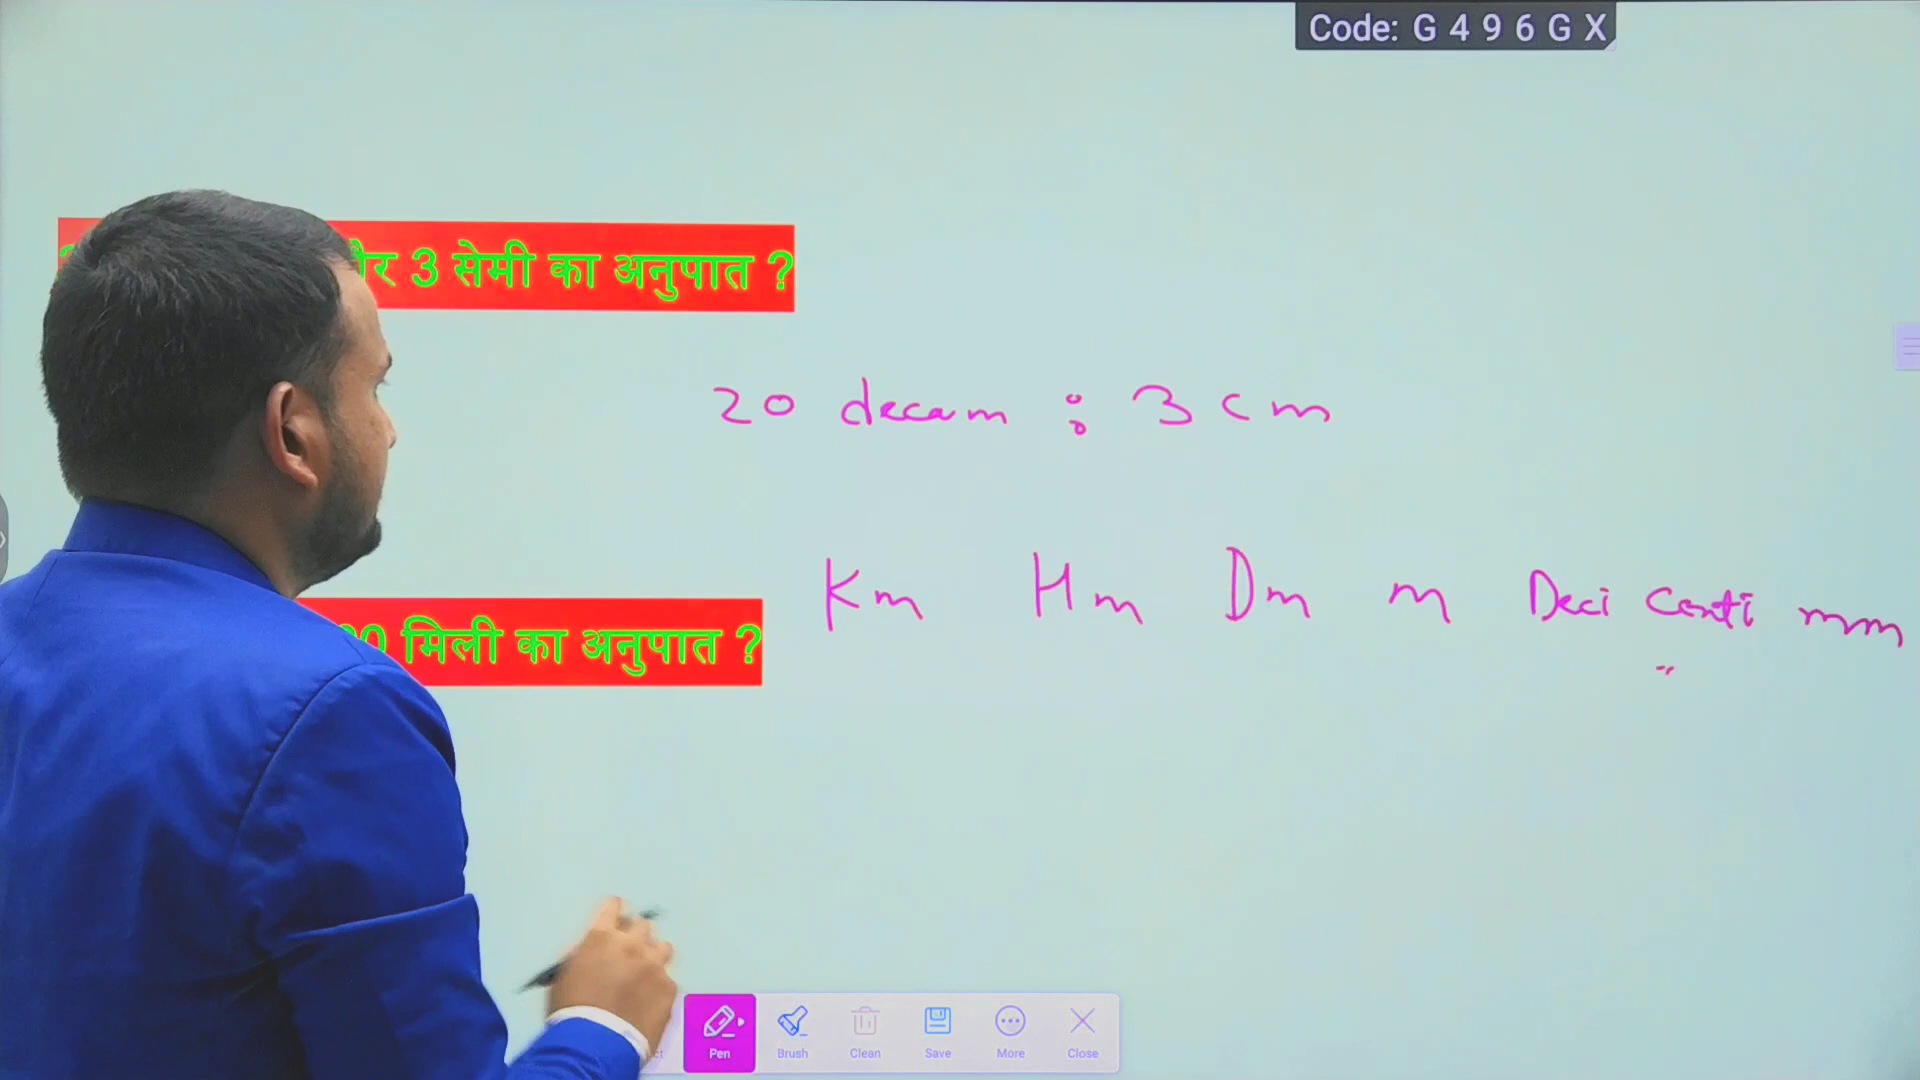 Code: G 4 9 6 G X
3 सेमी का अनुपात ?
20 decam : 3 cm
Km Hm Dm m Deci Centi mm
मिली का अनुपात ?
Pen Brush Clean Save More Close